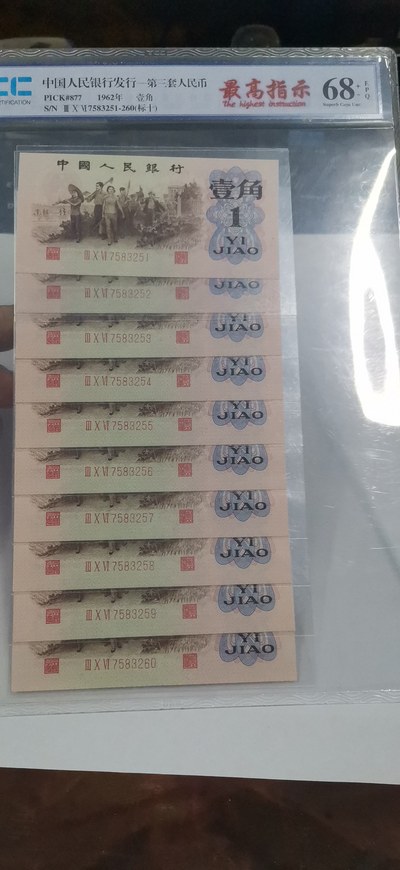 CC 中国人民银行发行—第三套人民币 最高指示 68++ EPQ
TIFICATION PICK#877 1962年 壹角 The highest instruction Superb Gem Unc
S/N Ⅲ Ⅹ Ⅵ 7583251-260(标十)
中國人民銀行
壹角
1
YI
JIAO
Ⅲ Ⅹ Ⅵ 7583251
JIAO
Ⅲ Ⅹ Ⅵ 7583252
YI
JIAO
Ⅲ Ⅹ Ⅵ 7583253
YI
JIAO
Ⅲ Ⅹ Ⅵ 7583254
YI
JIAO
Ⅲ Ⅹ Ⅵ 7583255
YI
JIAO
Ⅲ Ⅹ Ⅵ 7583256
YI
JIAO
Ⅲ Ⅹ Ⅵ 7583257
YI
JIAO
Ⅲ Ⅹ Ⅵ 7583258
YI
JIAO
Ⅲ Ⅹ Ⅵ 7583259
YI
JIAO
Ⅲ Ⅹ Ⅵ 7583260